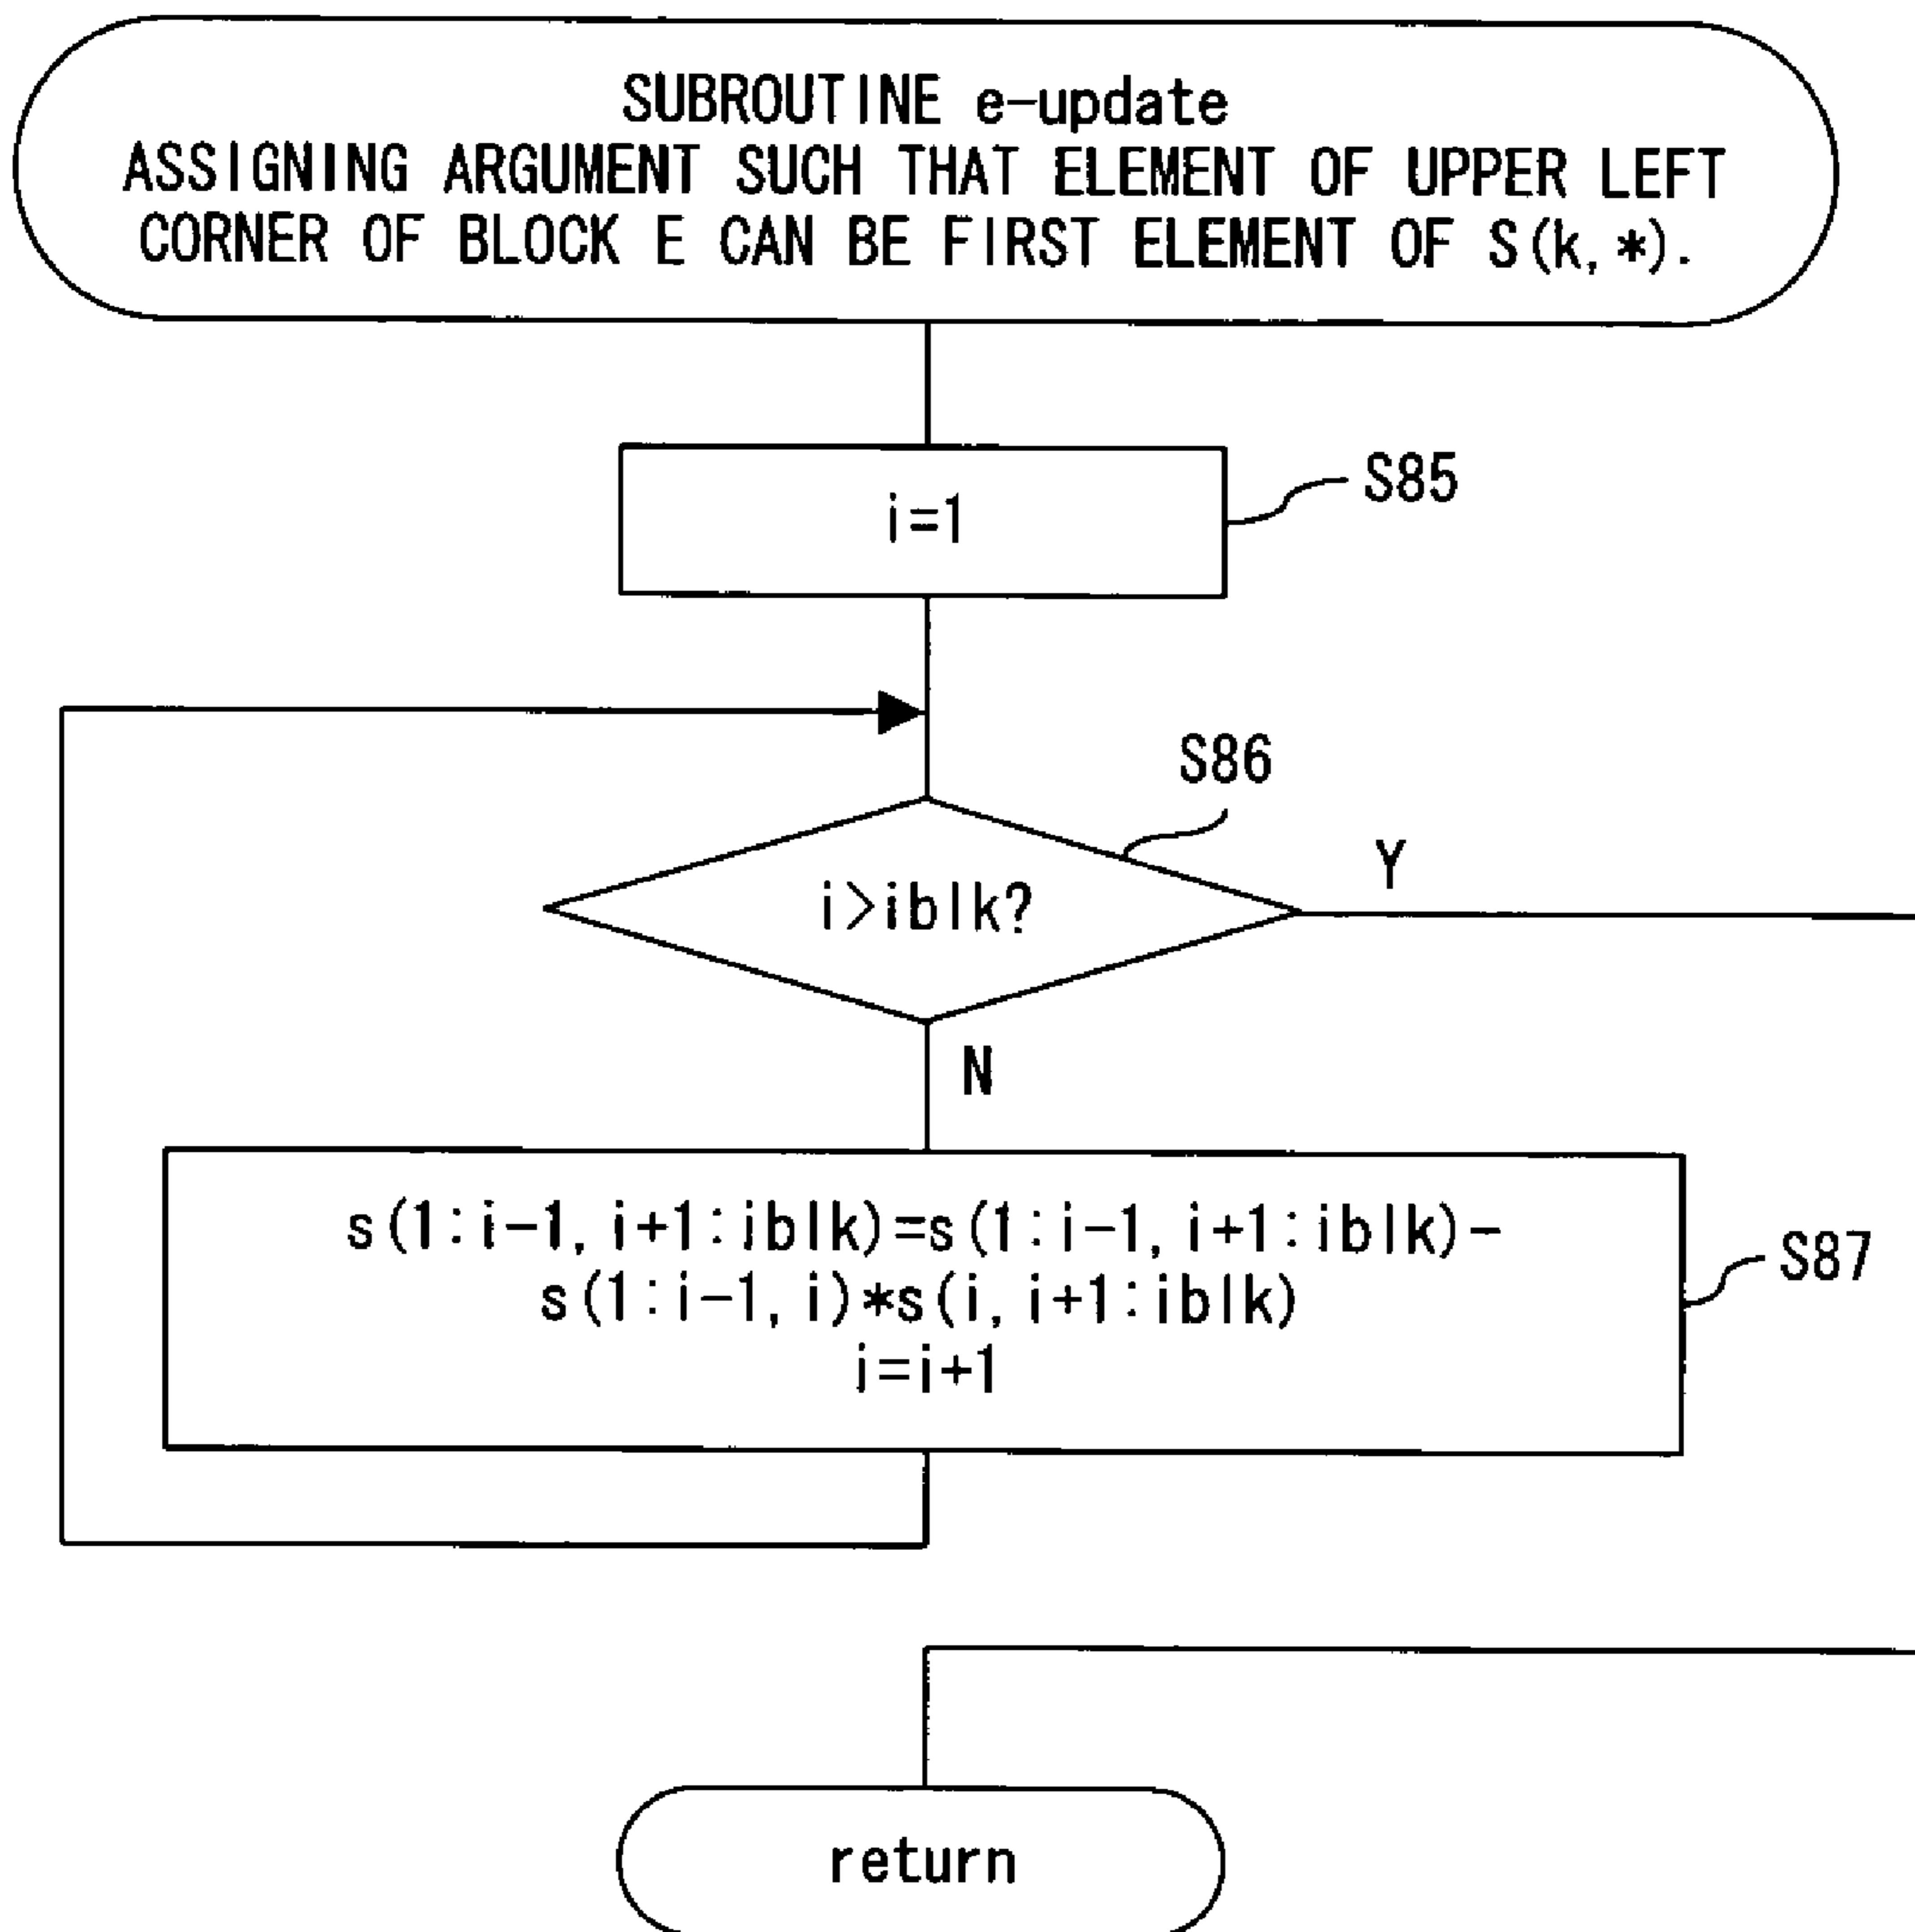 SUBROUTINE e-update
ASSIGNING ARGUMENT SUCH THAT ELEMENT OF UPPER LEFT
CORNER OF BLOCK E CAN BE FIRST ELEMENT OF S(k,*).
i=1
S85
S86
i>iblk?
Y
N
s(1:i-1, i+1:iblk)=s(1:i-1, i+1:iblk)-
s(1:i-1, i)*s(i, i+1:iblk)
i=i+1
S87
return